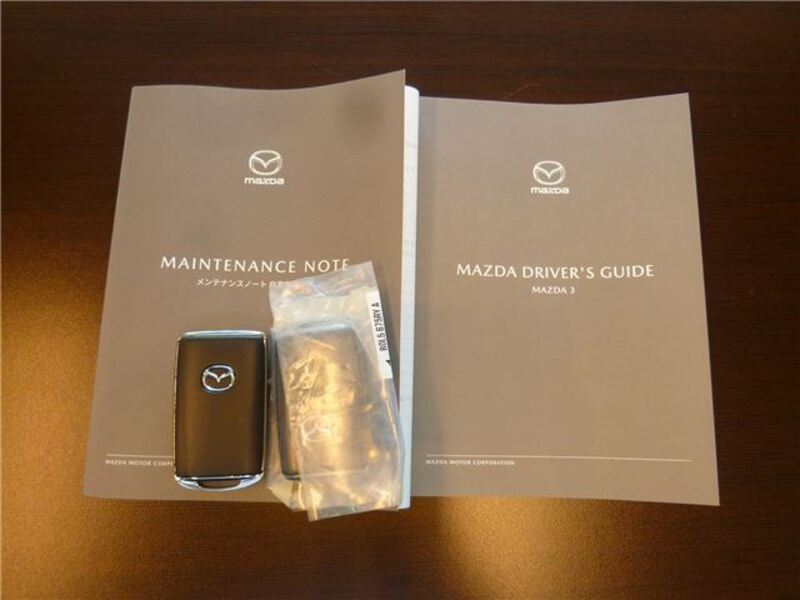 mazda
MAINTENANCE NOTE
メンテナンスノート
MAZDA MOTOR
mazda
MAZDA DRIVER'S GUIDE
MAZDA 3
MAZDA MOTOR CORPORATION